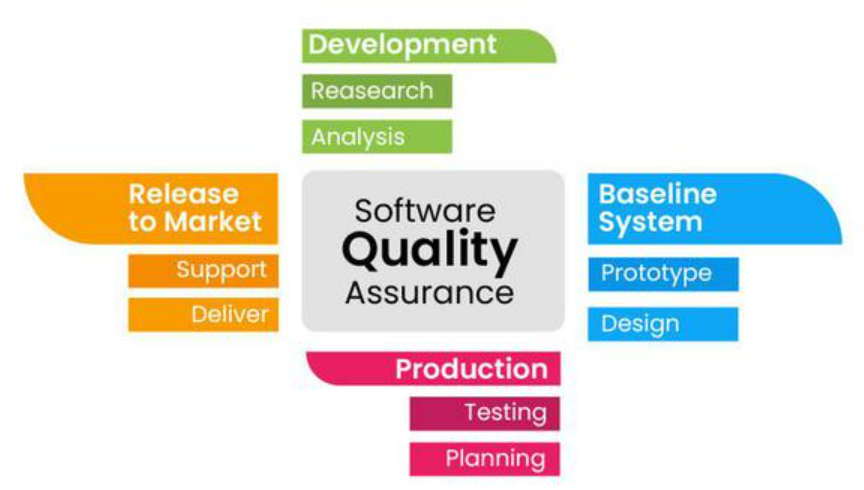 Development
Reasearch
Analysis
Release
to Market
Support
Deliver
Software
Quality
Assurance
Baseline
System
Prototype
Design
Production
Testing
Planning